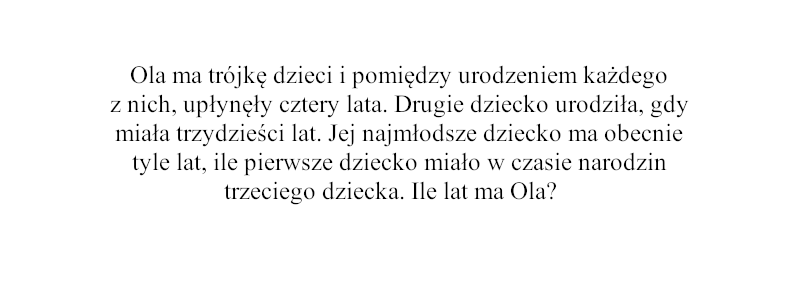 Ola ma trójkę dzieci i pomiędzy urodzeniem każdego
z nich, upłynęły cztery lata. Drugie dziecko urodziła, gdy
miała trzydzieści lat. Jej najmłodsze dziecko ma obecnie
tyle lat, ile pierwsze dziecko miało w czasie narodzin
trzeciego dziecka. Ile lat ma Ola?